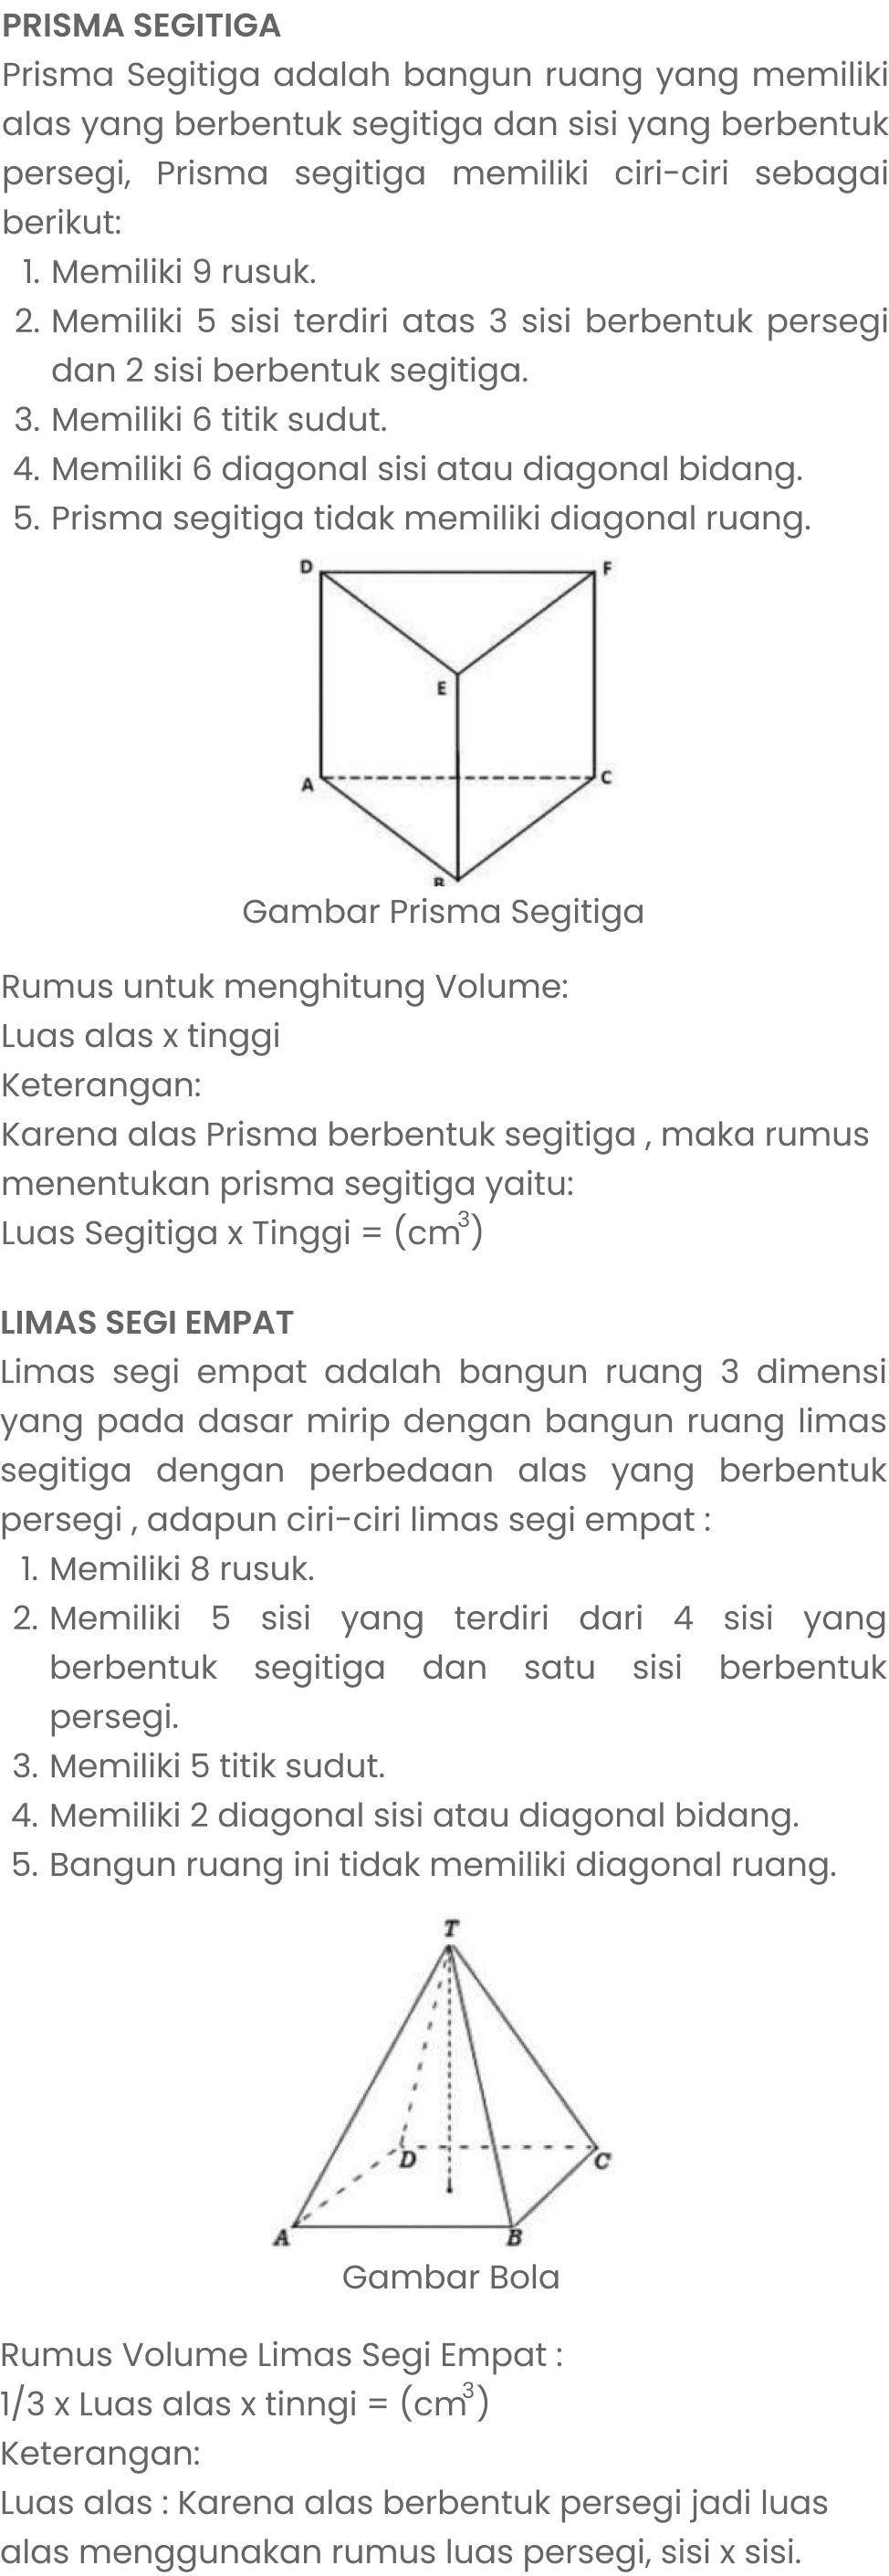 PRISMA SEGITIGA
Prisma Segitiga adalah bangun ruang yang memiliki
alas yang berbentuk segitiga dan sisi yang berbentuk
persegi, Prisma segitiga memiliki ciri-ciri sebagai
berikut:
1. Memiliki 9 rusuk.
2. Memiliki 5 sisi terdiri atas 3 sisi berbentuk persegi
dan 2 sisi berbentuk segitiga.
3. Memiliki 6 titik sudut.
4. Memiliki 6 diagonal sisi atau diagonal bidang.
5. Prisma segitiga tidak memiliki diagonal ruang.
D F
E
A C
B
Gambar Prisma Segitiga
Rumus untuk menghitung Volume:
Luas alas x tinggi
Keterangan:
Karena alas Prisma berbentuk segitiga , maka rumus
menentukan prisma segitiga yaitu:
Luas Segitiga x Tinggi = (cm³)
LIMAS SEGI EMPAT
Limas segi empat adalah bangun ruang 3 dimensi
yang pada dasar mirip dengan bangun ruang limas
segitiga dengan perbedaan alas yang berbentuk
persegi , adapun ciri-ciri limas segi empat :
1. Memiliki 8 rusuk.
2. Memiliki 5 sisi yang terdiri dari 4 sisi yang
berbentuk segitiga dan satu sisi berbentuk
persegi.
3. Memiliki 5 titik sudut.
4. Memiliki 2 diagonal sisi atau diagonal bidang.
5. Bangun ruang ini tidak memiliki diagonal ruang.
T
D C
A B
Gambar Bola
Rumus Volume Limas Segi Empat :
1/3 x Luas alas x tinngi = (cm³)
Keterangan:
Luas alas : Karena alas berbentuk persegi jadi luas
alas menggunakan rumus luas persegi, sisi x sisi.